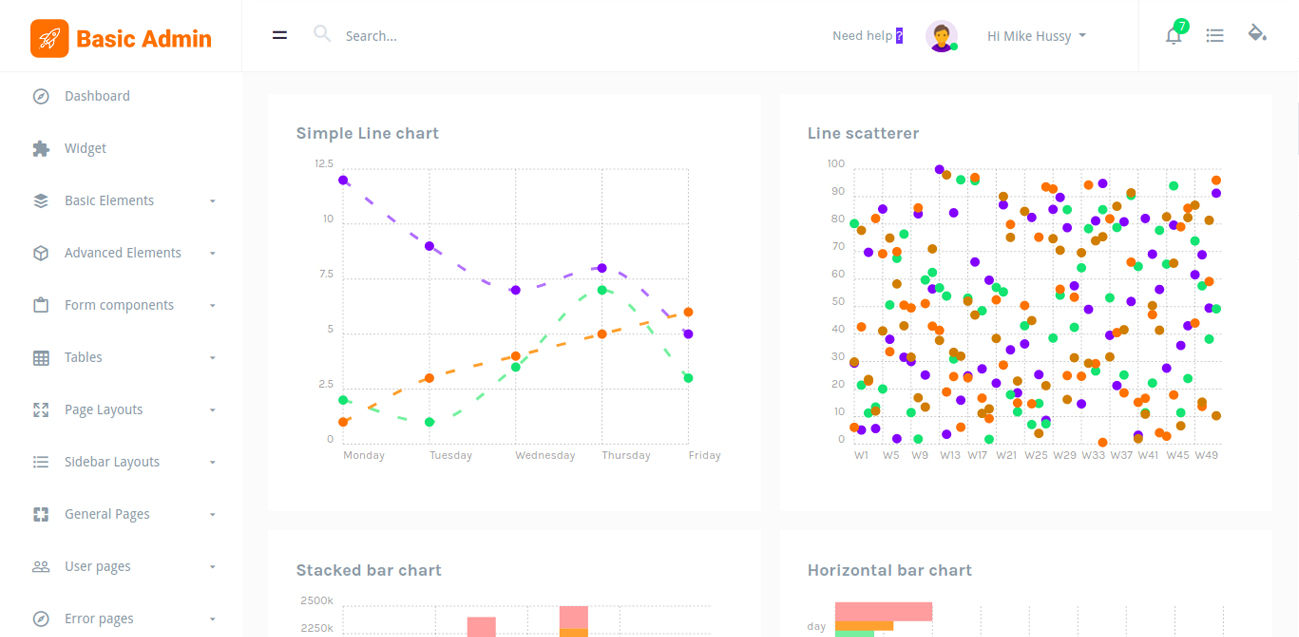 Basic Admin
Search...
Need help ?
Hi Mike Hussy
7
Dashboard
Widget
Basic Elements
Advanced Elements
Form components
Tables
Page Layouts
Sidebar Layouts
General Pages
User pages
Error pages
Simple Line chart
12.5
10
7.5
5
2.5
0
Monday Tuesday Wednesday Thursday Friday
Line scatterer
100
90
80
70
60
50
40
30
20
10
0
W1 W5 W9 W13 W17 W21 W25 W29 W33 W37 W41 W45 W49
Stacked bar chart
2500k
2250k
Horizontal bar chart
day